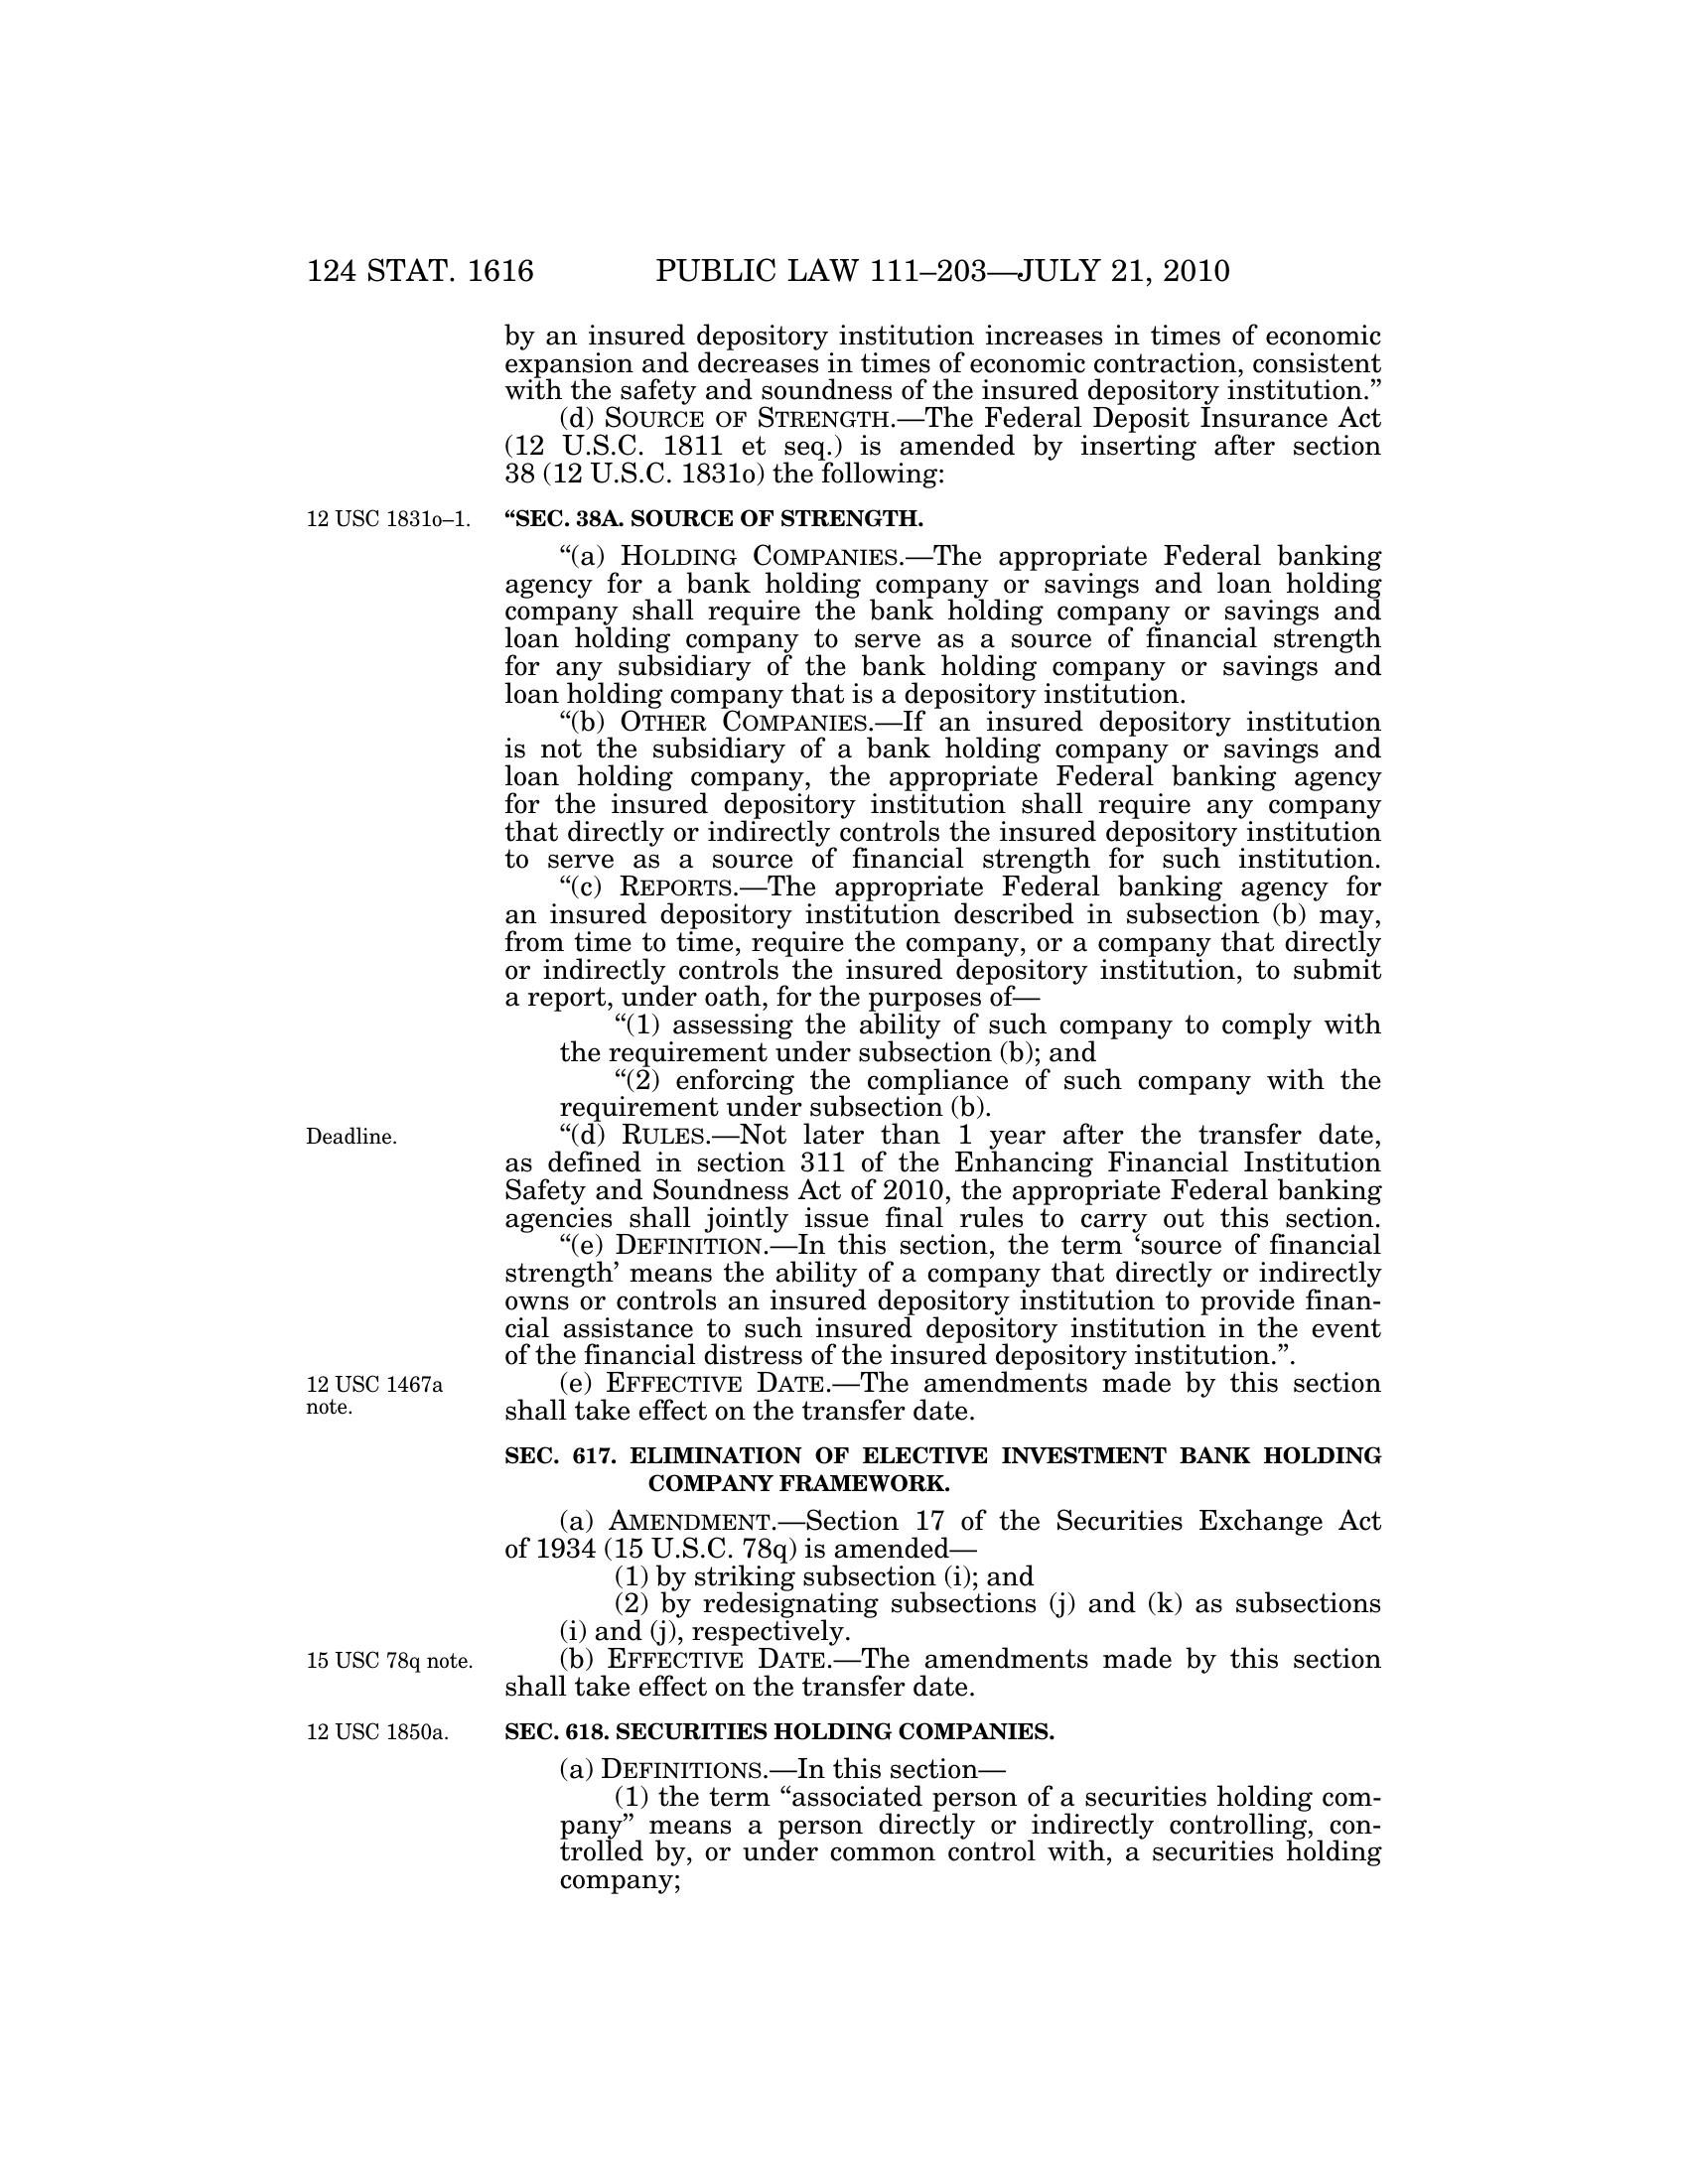 124 STAT. 1616 PUBLIC LAW 111–203—JULY 21, 2010
by an insured depository institution increases in times of economic
expansion and decreases in times of economic contraction, consistent
with the safety and soundness of the insured depository institution.”
(d) SOURCE OF STRENGTH.—The Federal Deposit Insurance Act
(12 U.S.C. 1811 et seq.) is amended by inserting after section
38 (12 U.S.C. 1831o) the following:
12 USC 1831o–1.
“SEC. 38A. SOURCE OF STRENGTH.
“(a) HOLDING COMPANIES.—The appropriate Federal banking
agency for a bank holding company or savings and loan holding
company shall require the bank holding company or savings and
loan holding company to serve as a source of financial strength
for any subsidiary of the bank holding company or savings and
loan holding company that is a depository institution.
“(b) OTHER COMPANIES.—If an insured depository institution
is not the subsidiary of a bank holding company or savings and
loan holding company, the appropriate Federal banking agency
for the insured depository institution shall require any company
that directly or indirectly controls the insured depository institution
to serve as a source of financial strength for such institution.
“(c) REPORTS.—The appropriate Federal banking agency for
an insured depository institution described in subsection (b) may,
from time to time, require the company, or a company that directly
or indirectly controls the insured depository institution, to submit
a report, under oath, for the purposes of—
“(1) assessing the ability of such company to comply with
the requirement under subsection (b); and
“(2) enforcing the compliance of such company with the
requirement under subsection (b).
Deadline.
“(d) RULES.—Not later than 1 year after the transfer date,
as defined in section 311 of the Enhancing Financial Institution
Safety and Soundness Act of 2010, the appropriate Federal banking
agencies shall jointly issue final rules to carry out this section.
“(e) DEFINITION.—In this section, the term ‘source of financial
strength’ means the ability of a company that directly or indirectly
owns or controls an insured depository institution to provide finan-
cial assistance to such insured depository institution in the event
of the financial distress of the insured depository institution.”.
12 USC 1467a
note.
(e) EFFECTIVE DATE.—The amendments made by this section
shall take effect on the transfer date.
SEC. 617. ELIMINATION OF ELECTIVE INVESTMENT BANK HOLDING
COMPANY FRAMEWORK.
(a) AMENDMENT.—Section 17 of the Securities Exchange Act
of 1934 (15 U.S.C. 78q) is amended—
(1) by striking subsection (i); and
(2) by redesignating subsections (j) and (k) as subsections
(i) and (j), respectively.
15 USC 78q note.
(b) EFFECTIVE DATE.—The amendments made by this section
shall take effect on the transfer date.
12 USC 1850a.
SEC. 618. SECURITIES HOLDING COMPANIES.
(a) DEFINITIONS.—In this section—
(1) the term “associated person of a securities holding com-
pany” means a person directly or indirectly controlling, con-
trolled by, or under common control with, a securities holding
company;